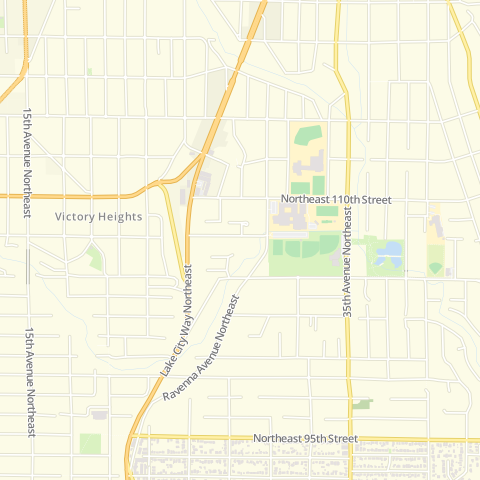 15th Avenue Northeast
Northeast 110th Street
Victory Heights
35th Avenue Northeast
Lake City Way Northeast
Ravenna Avenue Northeast
15th Avenue Northeast
Northeast 95th Street